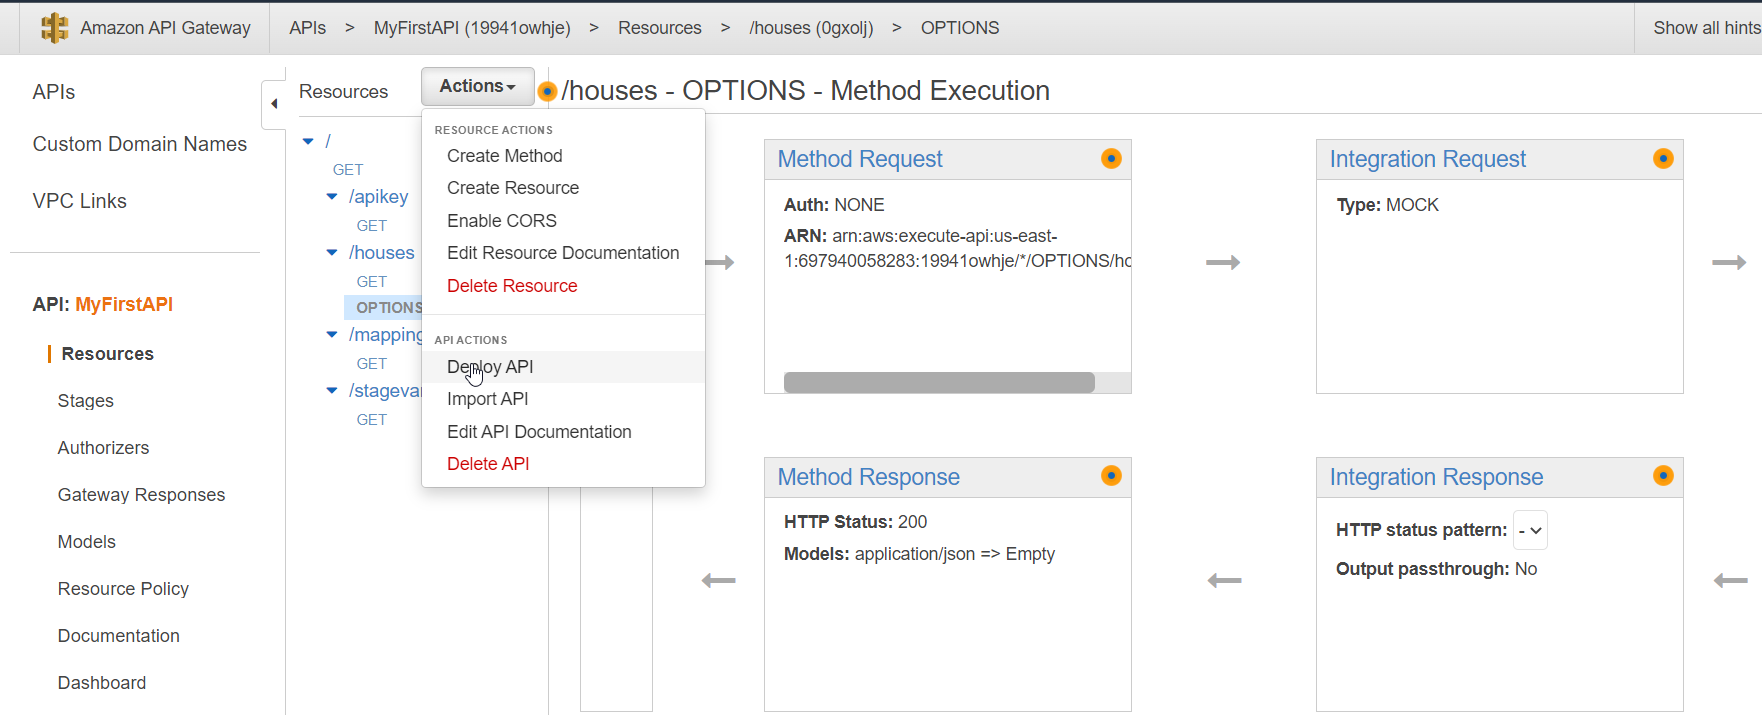 Amazon API Gateway
APIs > MyFirstAPI (19941owhje) > Resources > /houses (0gxolj) > OPTIONS
Show all hints
APIs
Custom Domain Names
VPC Links
API: MyFirstAPI
Resources
Stages
Authorizers
Gateway Responses
Models
Resource Policy
Documentation
Dashboard
Resources
Actions
/
GET
/apikey
GET
/houses
GET
OPTIONS
/mapping
GET
/stageva
GET
RESOURCE ACTIONS
Create Method
Create Resource
Enable CORS
Edit Resource Documentation
Delete Resource
API ACTIONS
Deploy API
Import API
Edit API Documentation
Delete API
/houses - OPTIONS - Method Execution
Method Request
Auth: NONE
ARN: arn:aws:execute-api:us-east-
1:697940058283:19941owhje/*/OPTIONS/ho
Integration Request
Type: MOCK
Method Response
HTTP Status: 200
Models: application/json => Empty
Integration Response
HTTP status pattern: -
Output passthrough: No